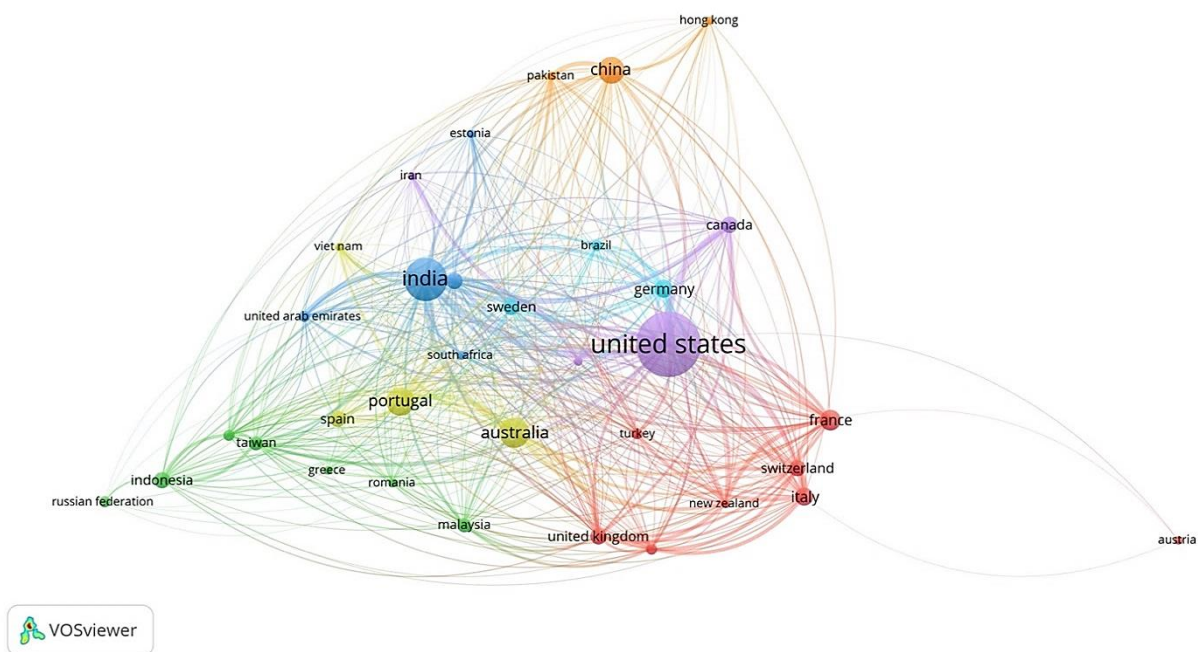 hong kong
china
pakistan
estonia
iran
canada
viet nam
brazil
india
germany
sweden
united arab emirates
united states
south africa
portugal
spain
france
australia
turkey
taiwan
greece
switzerland
indonesia
romania
italy
russian federation
new zealand
malaysia
united kingdom
austria
VOSviewer